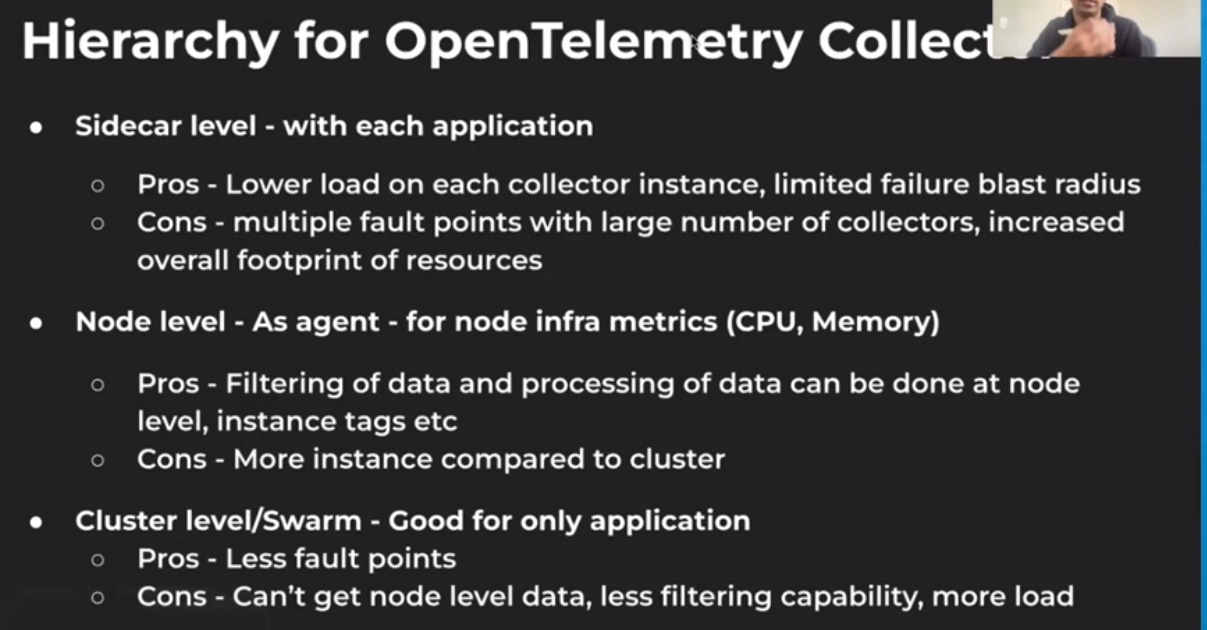 Hierarchy for OpenTelemetry
● Sidecar level - with each application
○ Pros - Lower load on each collector instance, limited failure blast radius
○ Cons - multiple fault points with large number of collectors, increased
overall footprint of resources
● Node level - As agent - for node infra metrics (CPU, Memory)
○ Pros - Filtering of data and processing of data can be done at node
level, instance tags etc
○ Cons - More instance compared to cluster
● Cluster level/Swarm - Good for only application
○ Pros - Less fault points
○ Cons - Can't get node level data, less filtering capability, more load